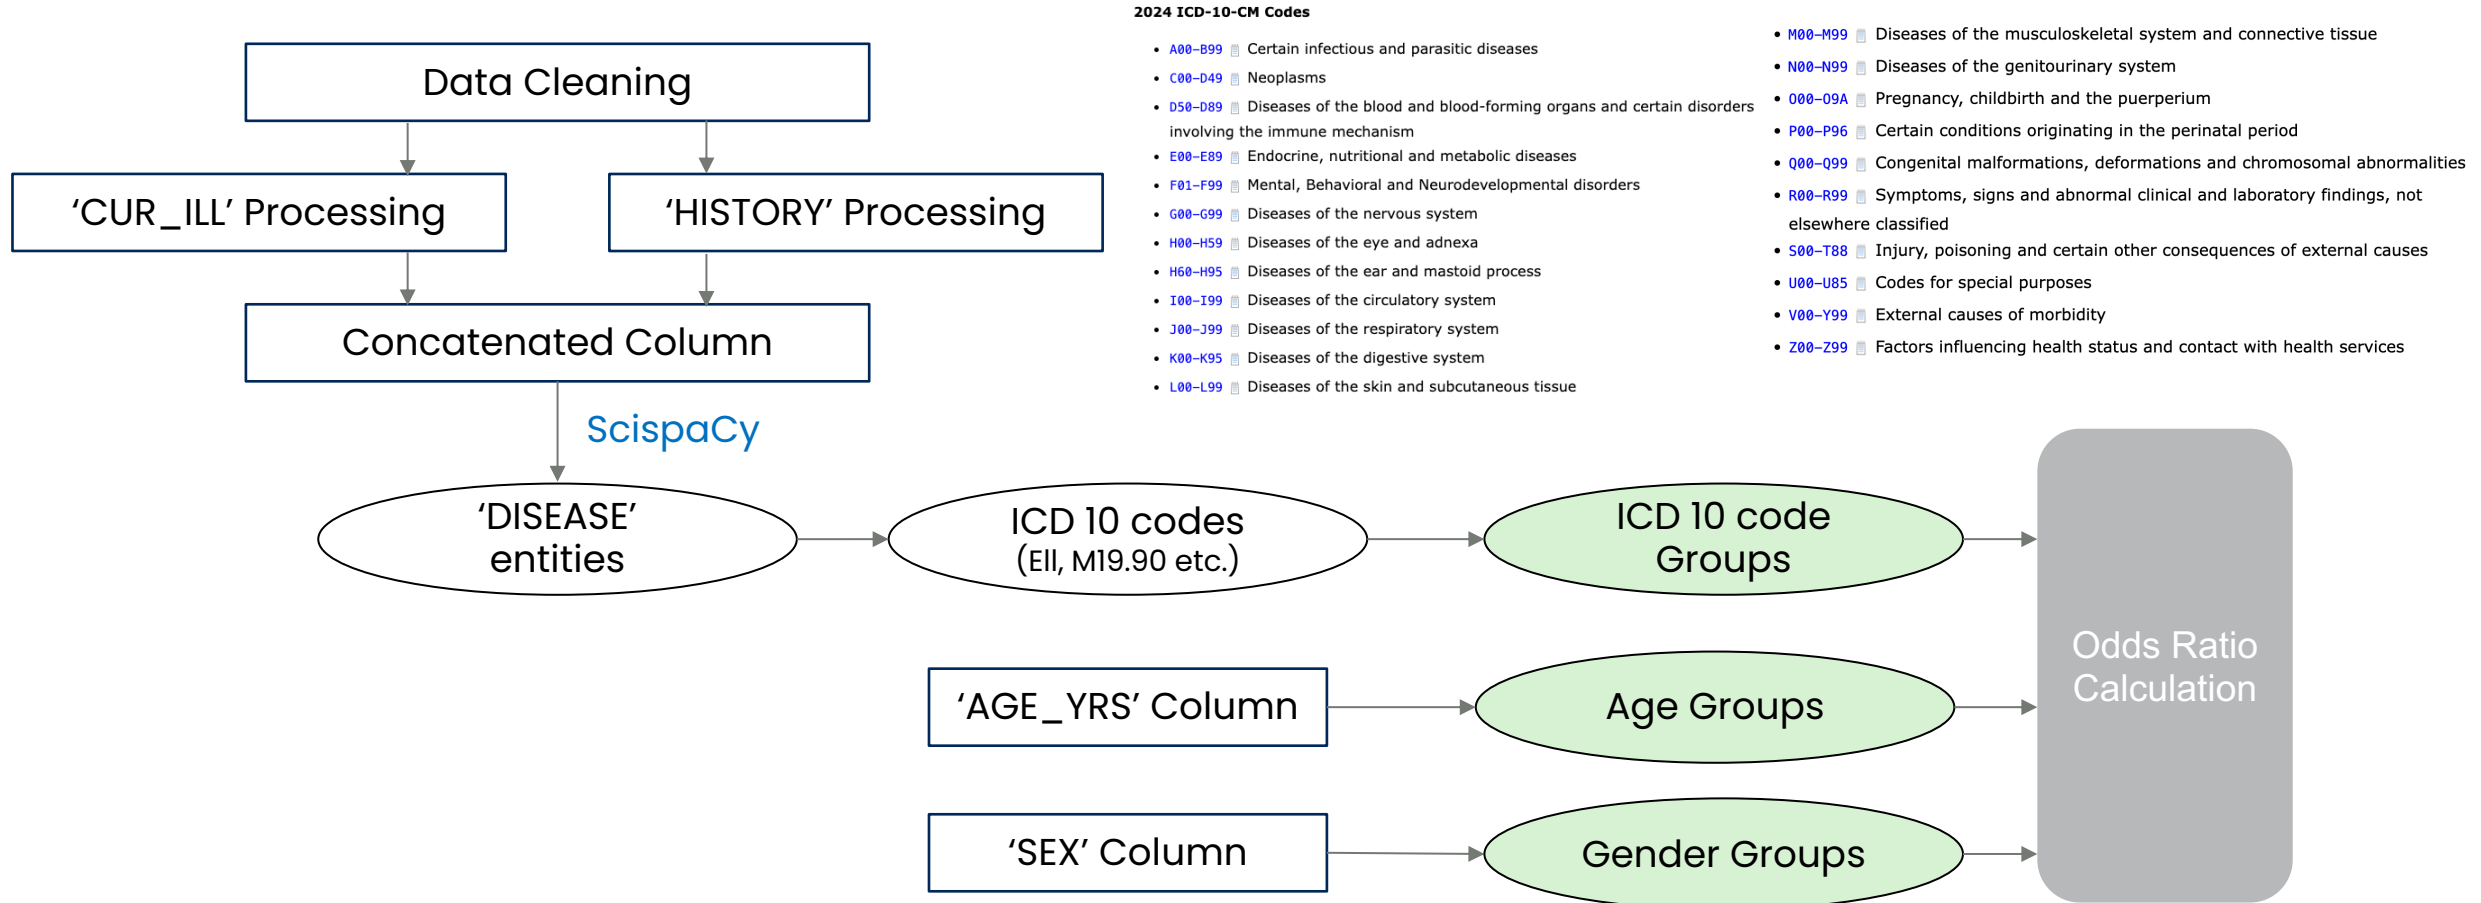 Data Cleaning
‘CUR_ILL’ Processing
‘HISTORY’ Processing
Concatenated Column
ScispaCy
2024 ICD-10-CM Codes
• A00-B99 Certain infectious and parasitic diseases
• C00-D49 Neoplasms
• D50-D89 Diseases of the blood and blood-forming organs and certain disorders
involving the immune mechanism
• E00-E89 Endocrine, nutritional and metabolic diseases
• F01-F99 Mental, Behavioral and Neurodevelopmental disorders
• G00-G99 Diseases of the nervous system
• H00-H59 Diseases of the eye and adnexa
• H60-H95 Diseases of the ear and mastoid process
• I00-I99 Diseases of the circulatory system
• J00-J99 Diseases of the respiratory system
• K00-K95 Diseases of the digestive system
• L00-L99 Diseases of the skin and subcutaneous tissue
• M00-M99 Diseases of the musculoskeletal system and connective tissue
• N00-N99 Diseases of the genitourinary system
• O00-O9A Pregnancy, childbirth and the puerperium
• P00-P96 Certain conditions originating in the perinatal period
• Q00-Q99 Congenital malformations, deformations and chromosomal abnormalities
• R00-R99 Symptoms, signs and abnormal clinical and laboratory findings, not
elsewhere classified
• S00-T88 Injury, poisoning and certain other consequences of external causes
• U00-U85 Codes for special purposes
• V00-Y99 External causes of morbidity
• Z00-Z99 Factors influencing health status and contact with health services
‘DISEASE’
entities
ICD 10 codes
(E11, M19.90 etc.)
ICD 10 code
Groups
‘AGE_YRS’ Column
Age Groups
‘SEX’ Column
Gender Groups
Odds Ratio
Calculation